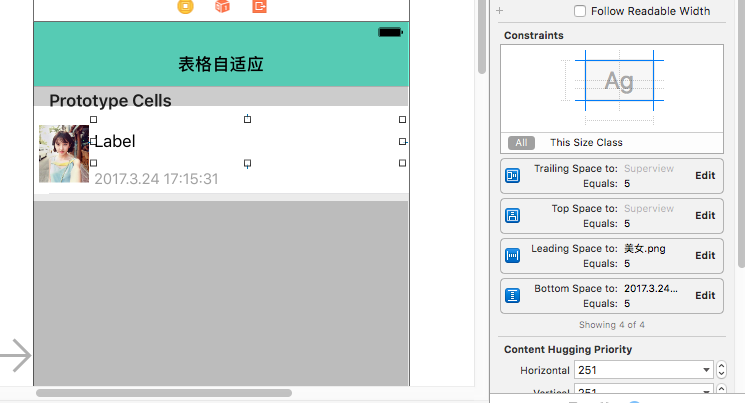 Follow Readable Width
表格自适应
Prototype Cells
Label
2017.3.24 17:15:31
Constraints
Ag
All This Size Class
Trailing Space to: Superview
Equals: 5
Edit
Top Space to: Superview
Equals: 5
Edit
Leading Space to: 美女.png
Equals: 5
Edit
Bottom Space to: 2017.3.24...
Equals: 5
Edit
Showing 4 of 4
Content Hugging Priority
Horizontal 251
Vertical 251